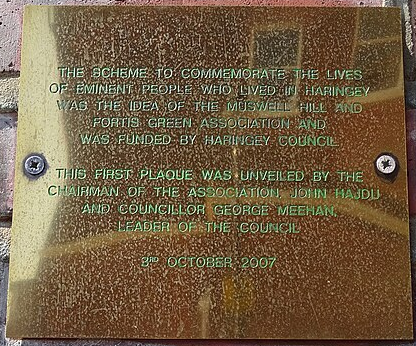 THE SCHEME TO COMMEMORATE THE LIVES
OF EMINENT PEOPLE WHO LIVED IN HARINGEY
WAS THE IDEA OF THE MUSWELL HILL AND
FORTIS GREEN ASSOCIATION AND
WAS FUNDED BY HARINGEY COUNCIL.
THIS FIRST PLAQUE WAS UNVEILED BY THE
CHAIRMAN OF THE ASSOCIATION, JOHN HAJDU
AND COUNCILLOR GEORGE MEEHAN,
LEADER OF THE COUNCIL
3RD OCTOBER 2007